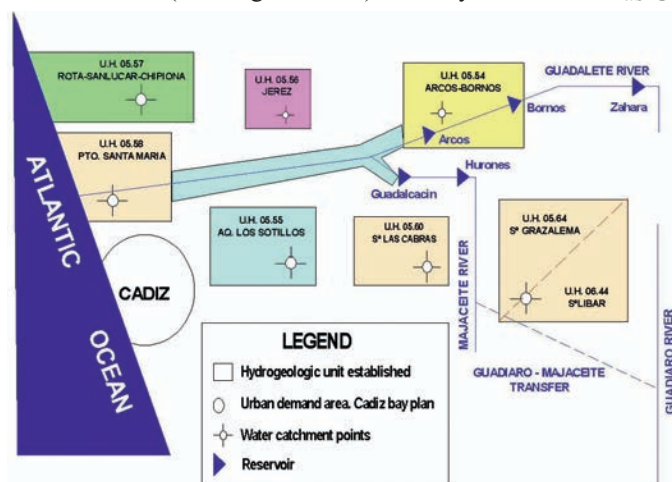 U.H. 05.57
ROTA-SANLUCAR-CHIPIONA
U.H. 05.56
JEREZ
U.H. 05.54
ARCOS-BORNOS
GUADALETE RIVER
Bornos
Zahara
Arcos
U.H. 05.58
PTO. SANTA MARIA
Hurones
Guadalcacin
ATLANTIC
OCEAN
U.H. 05.55
AQ. LOS SOTILLOS
U.H. 05.60
Sª LAS CABRAS
U.H. 05.64
Sª GRAZALEMA
U.H. 06.44
SªLIBAR
CADIZ
MAJACEITE RIVER
GUADIARO - MAJACEITE
TRANSFER
GUADIARO RIVER
LEGEND
Hydrogeologic unit established
Urban demand area. Cadiz bay plan
Water catchment points
Reservoir